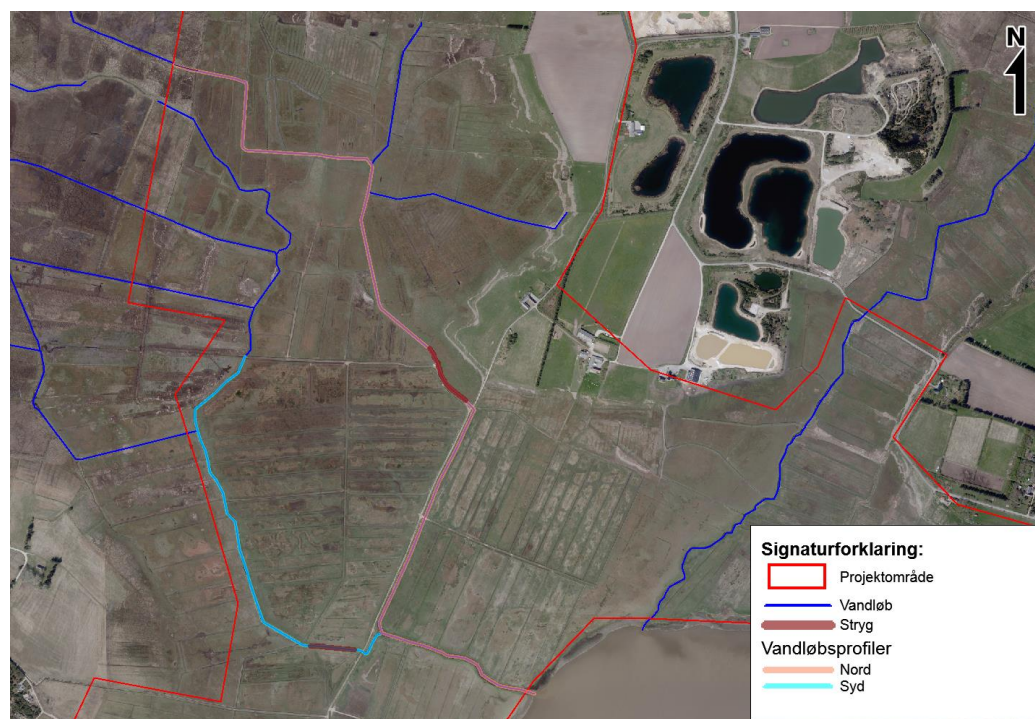 N
Signaturforklaring:
Projektområde
Vandløb
Stryg
Vandløbsprofiler
Nord
Syd